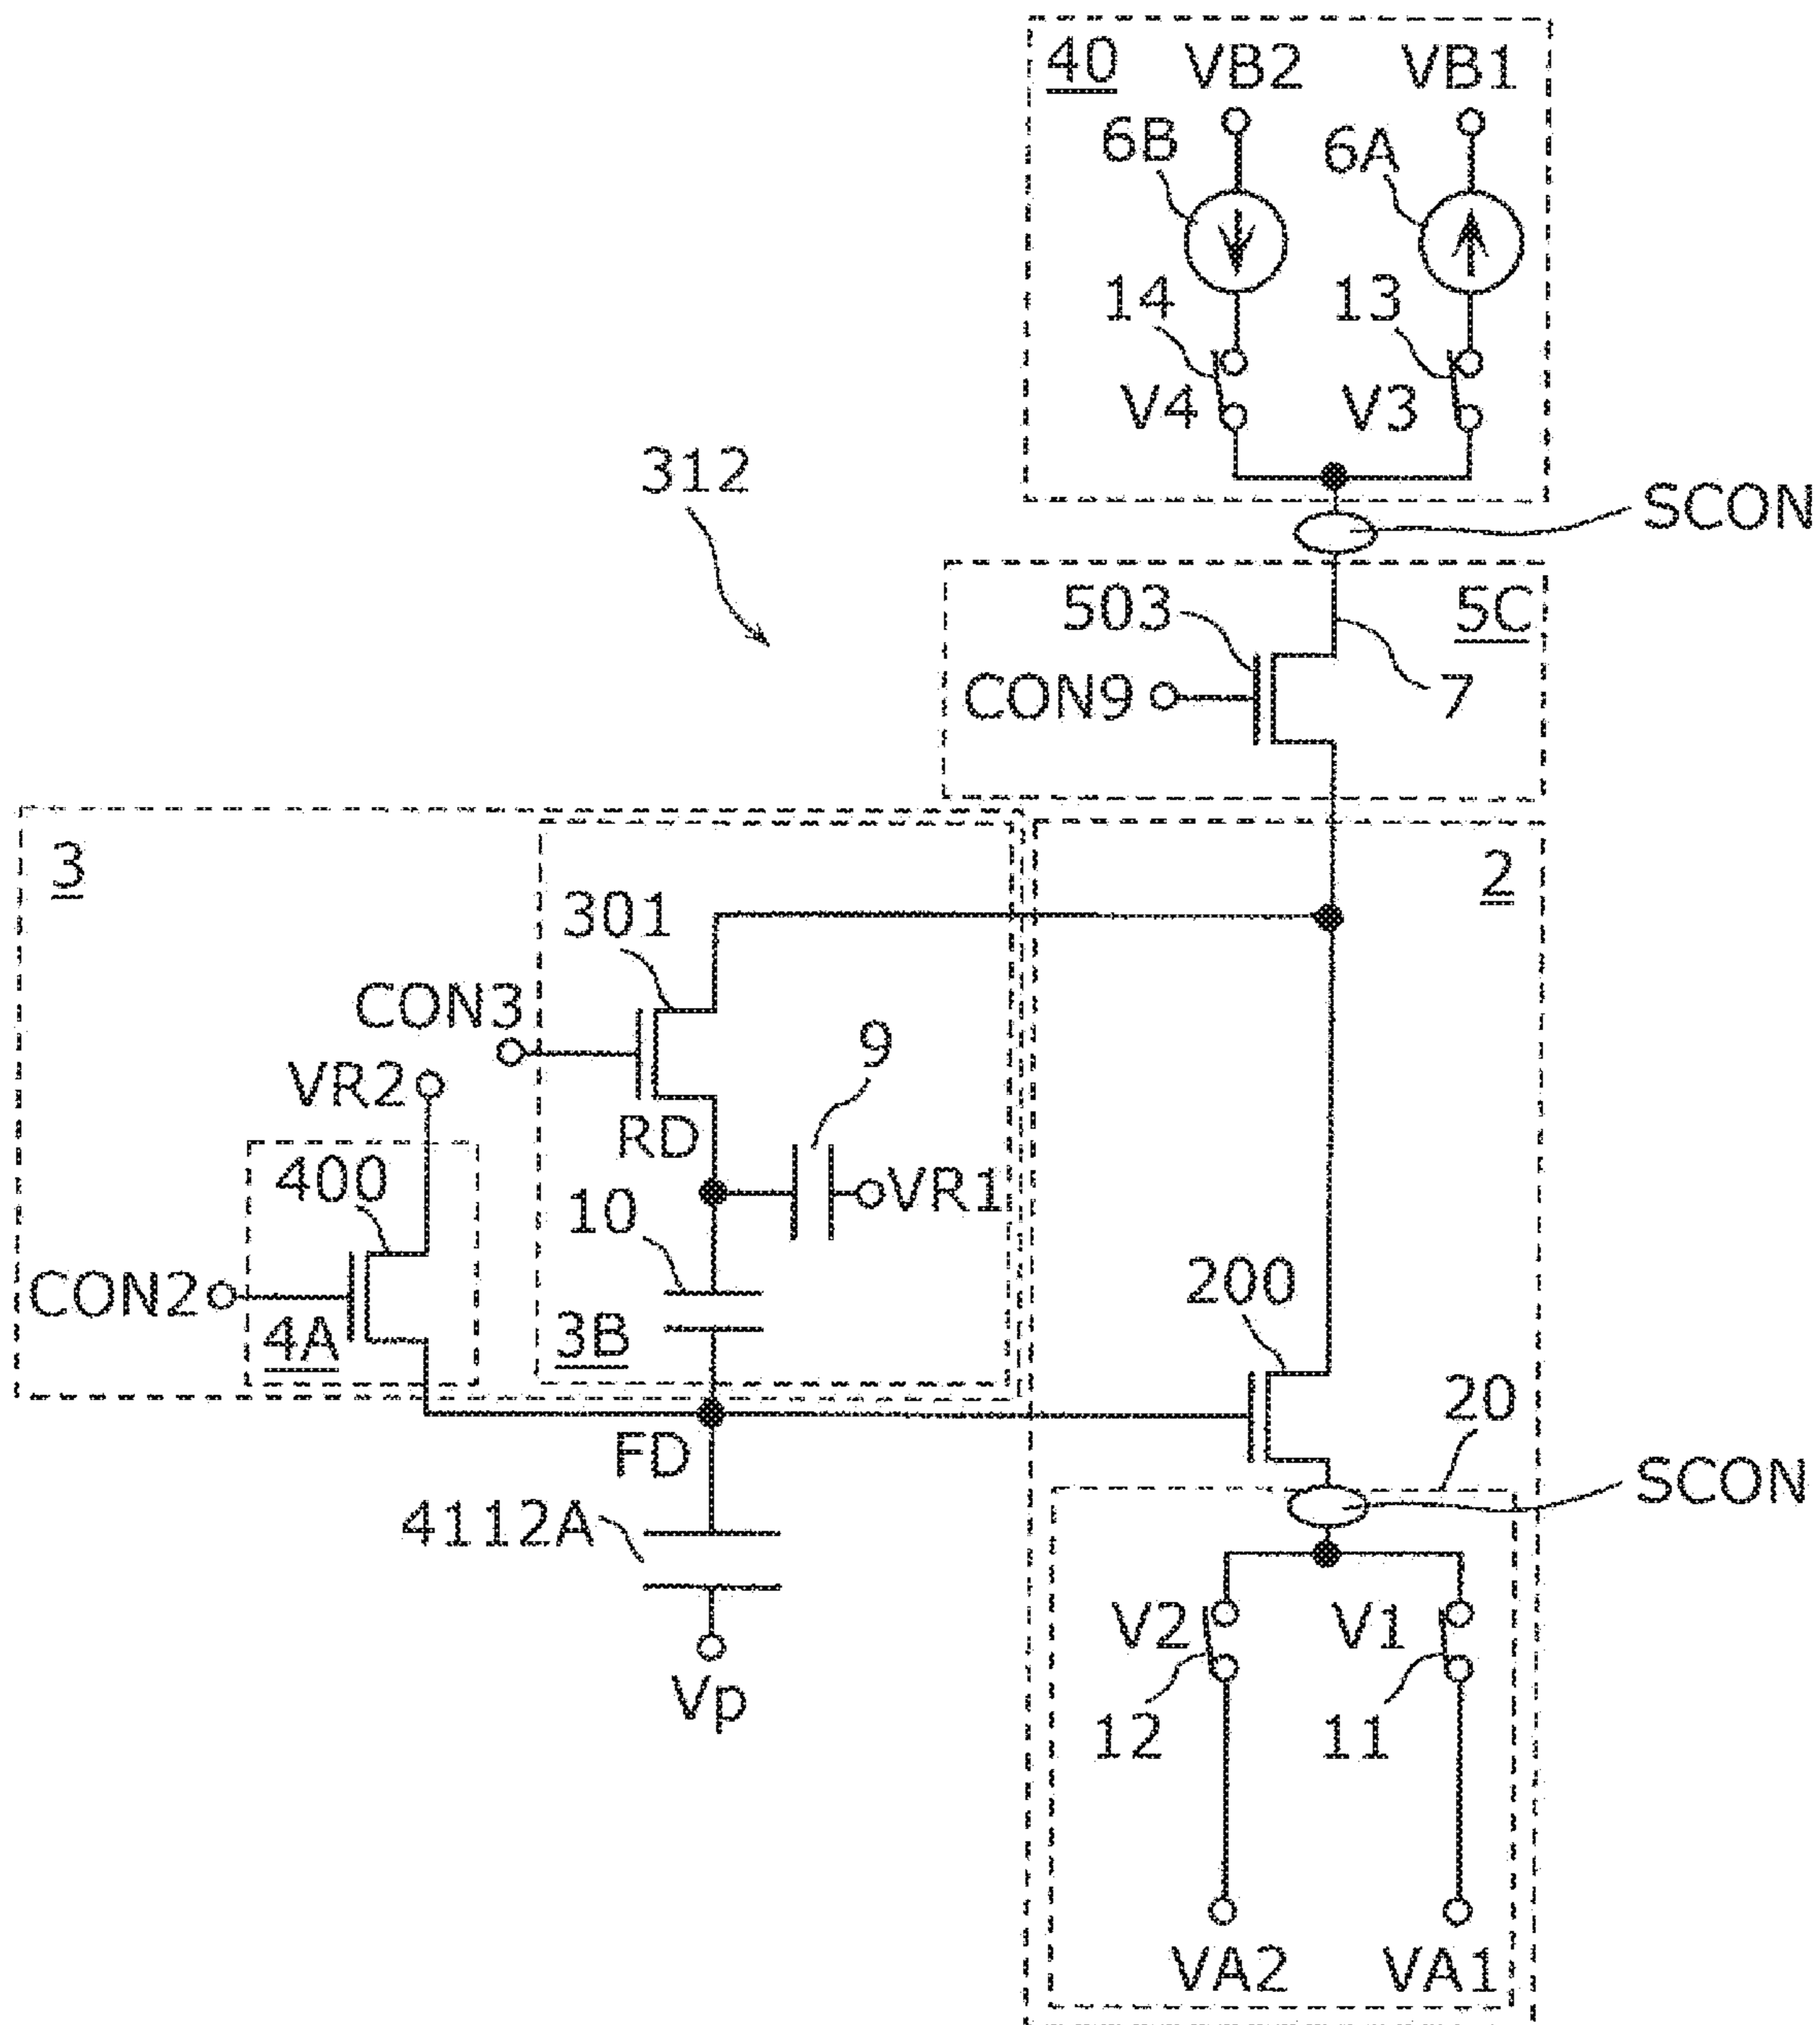 40 VB2 VB1
6B 6A
14 13
V4 V3
312
SCON
503 5C
CON9 7
3 2
301
CON3 9
VR2
RD
400 10 VR1
200
CON2 4A 3B
20
FD
SCON
4112A
V2 V1
Vp
12 11
VA2 VA1